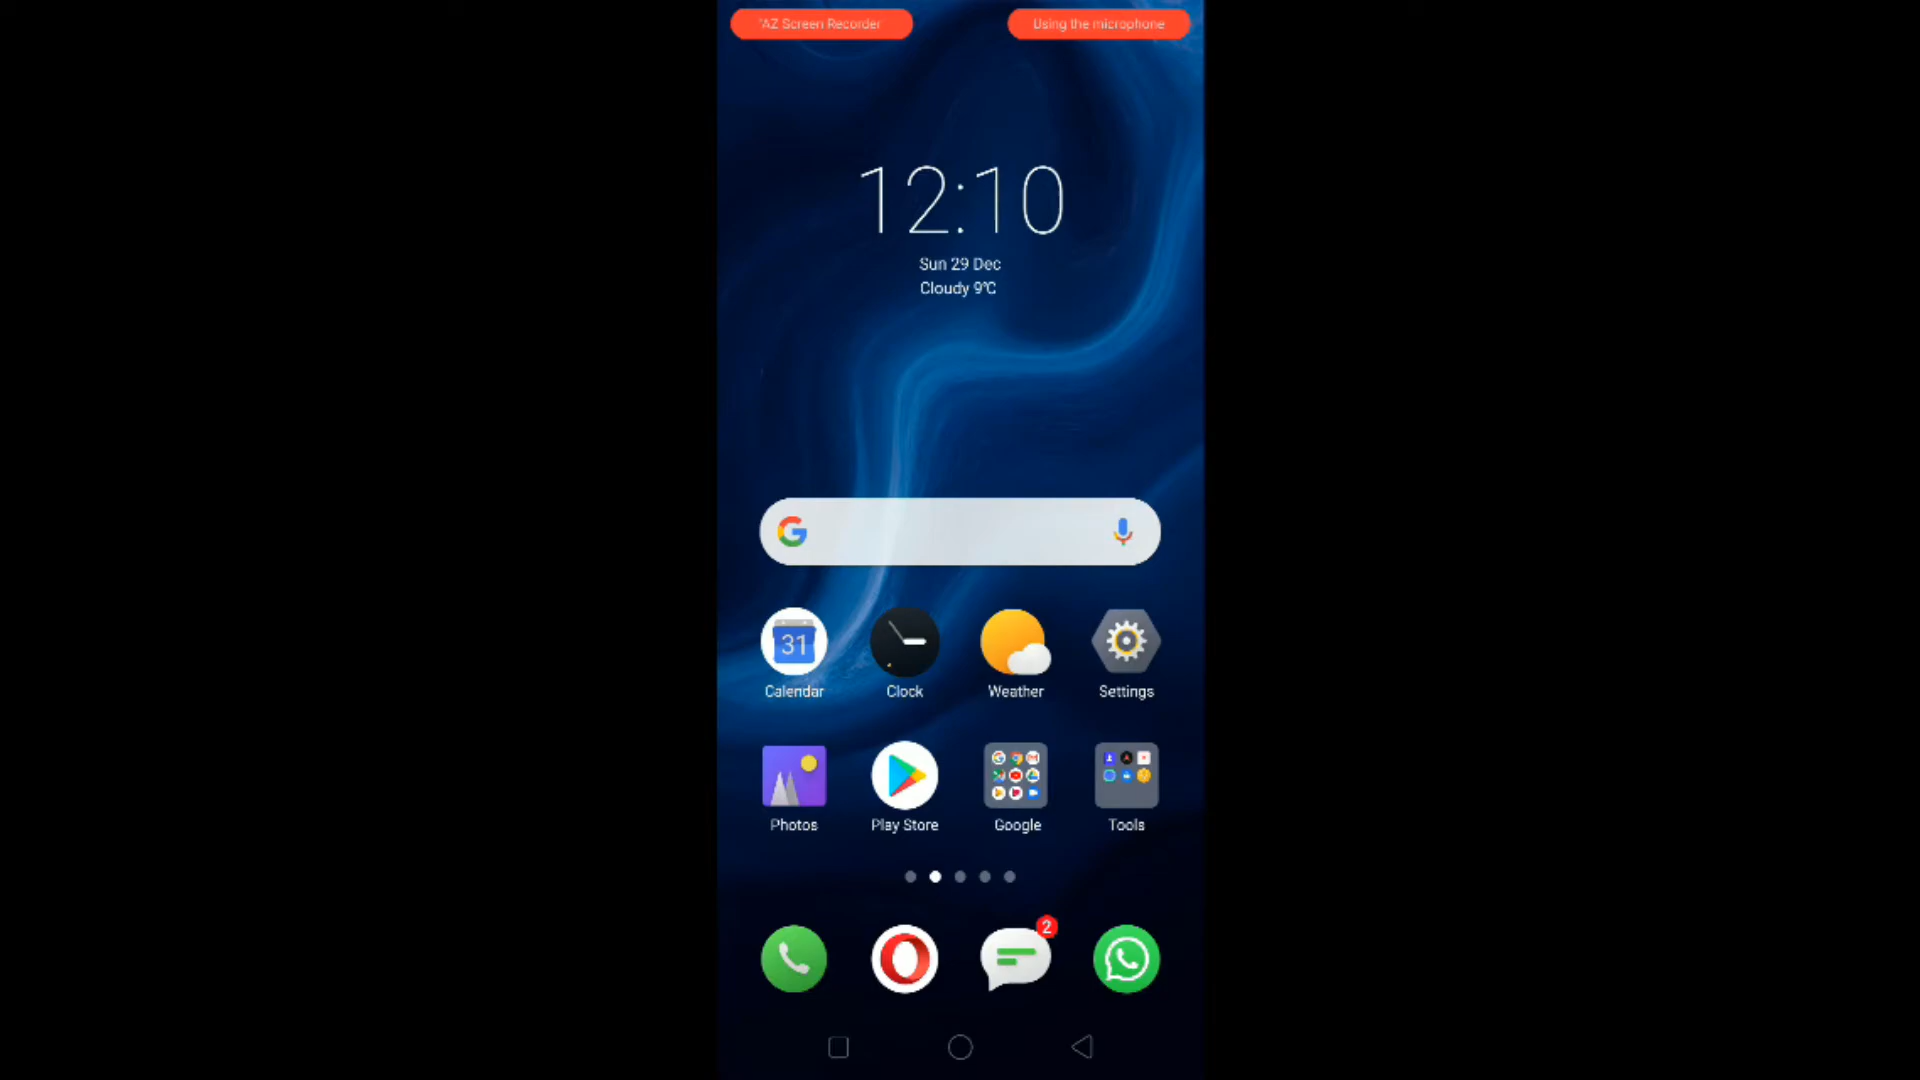 "AZ Screen Recorder"
Using the microphone
12:10
Sun 29 Dec
Cloudy 9℃
31
Calendar
Clock
Weather
Settings
Photos
Play Store
Google
Tools
2